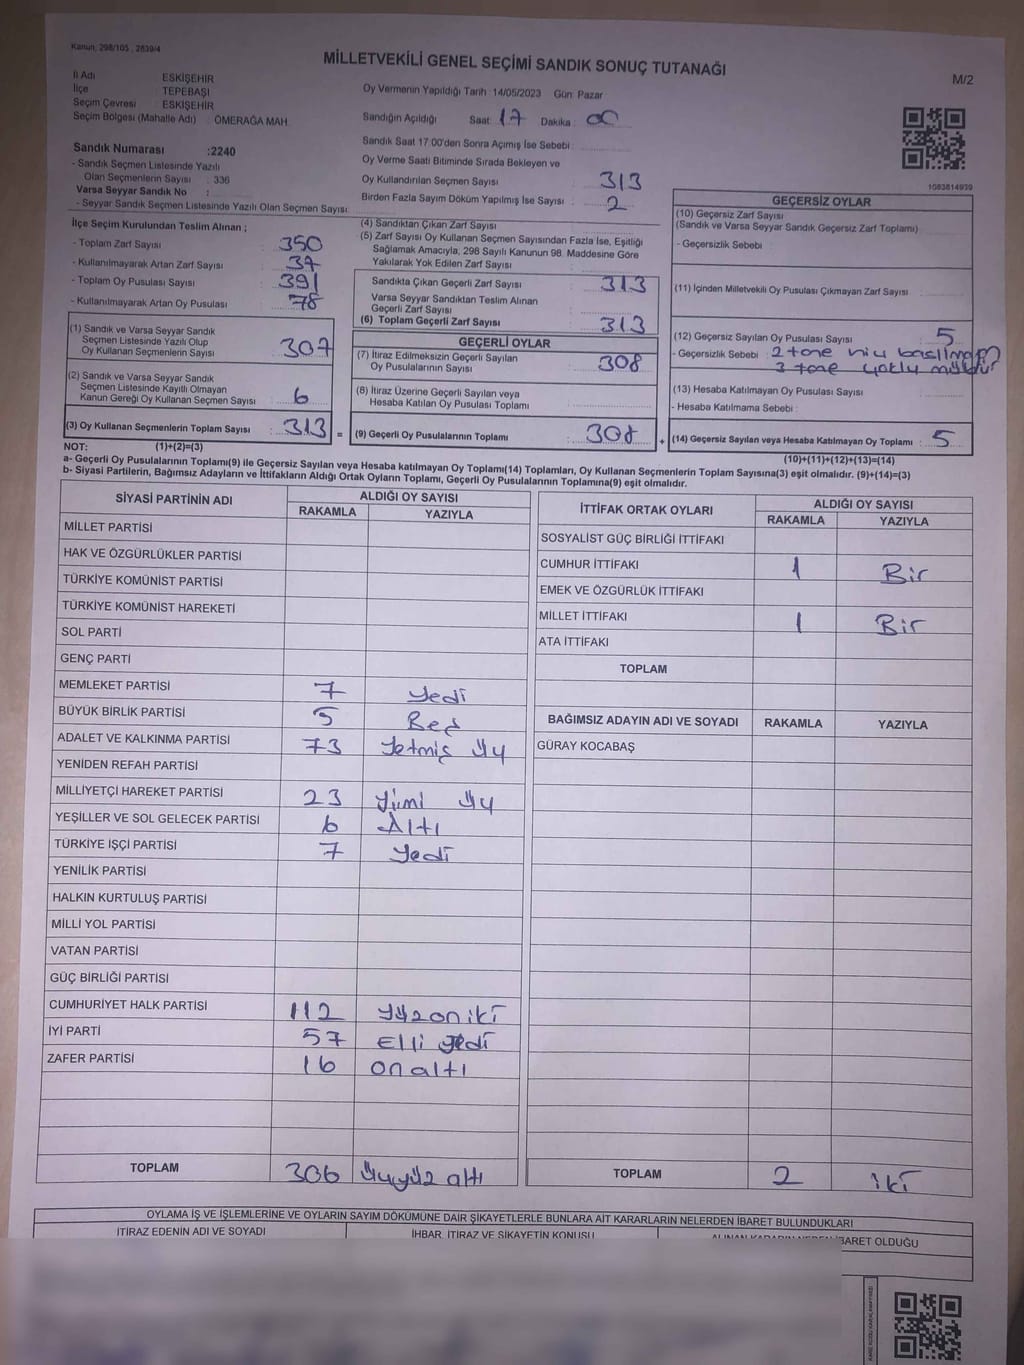 Kanun, 298/105 , 2839/4
MİLLETVEKİLİ GENEL SEÇİMİ SANDIK SONUÇ TUTANAĞI
M/2
İl Adı ESKİŞEHİR
İlçe TEPEBAŞI
Seçim Çevresi ESKİŞEHİR
Seçim Bölgesi (Mahalle Adı) : ÖMERAĞA MAH.
Oy Vermenin Yapıldığı Tarih : 14/05/2023 Gün: Pazar
Sandığın Açıldığı Saat: 17 Dakika : 00
Sandık Saat 17:00'den Sonra Açımış İse Sebebi :
Oy Verme Saati Bitiminde Sırada Bekleyen ve
Oy Kullandırılan Seçmen Sayısı : 313
Birden Fazla Sayım Döküm Yapılmış İse Sayısı : 2
Sandık Numarası :2240
- Sandık Seçmen Listesinde Yazılı
Olan Seçmenlerin Sayısı : 336
Varsa Seyyar Sandık No :
- Seyyar Sandık Seçmen Listesinde Yazılı Olan Seçmen Sayısı:
1083814939
İlçe Seçim Kurulundan Teslim Alınan ;
- Toplam Zarf Sayısı : 350
- Kullanılmayarak Artan Zarf Sayısı : 37
- Toplam Oy Pusulası Sayısı : 391
- Kullanılmayarak Artan Oy Pusulası : 78
(1) Sandık ve Varsa Seyyar Sandık
Seçmen Listesinde Yazılı Olup
Oy Kullanan Seçmenlerin Sayısı : 307
(2) Sandık ve Varsa Seyyar Sandık
Seçmen Listesinde Kayıtlı Olmayan
Kanun Gereği Oy Kullanan Seçmen Sayısı : 6
(3) Oy Kullanan Seçmenlerin Toplam Sayısı : 313 =
(4) Sandıktan Çıkan Zarf Sayısı :
(5) Zarf Sayısı Oy Kullanan Seçmen Sayısından Fazla İse, Eşitliği
Sağlamak Amacıyla, 298 Sayılı Kanunun 98. Maddesine Göre
Yakılarak Yok Edilen Zarf Sayısı :
Sandıkta Çıkan Geçerli Zarf Sayısı : 313
Varsa Seyyar Sandıktan Teslim Alınan
Geçerli Zarf Sayısı :
(6) Toplam Geçerli Zarf Sayısı : 313
GEÇERLİ OYLAR
(7) İtiraz Edilmeksizin Geçerli Sayılan
Oy Pusulalarının Sayısı : 308
(8) İtiraz Üzerine Geçerli Sayılan veya
Hesaba Katılan Oy Pusulası Toplamı :
(9) Geçerli Oy Pusulalarının Toplamı : 308 +
GEÇERSİZ OYLAR
(10) Geçersiz Zarf Sayısı
(Sandık ve Varsa Seyyar Sandık Geçersiz Zarf Toplamı) :
- Geçersizlik Sebebi :
(11) İçinden Milletvekili Oy Pusulası Çıkmayan Zarf Sayısı :
(12) Geçersiz Sayılan Oy Pusulası Sayısı : 5
- Geçersizlik Sebebi : 2 tane hiç basılmamış
3 tane çoklu mühür
(13) Hesaba Katılmayan Oy Pusulası Sayısı :
- Hesaba Katılmama Sebebi :
(14) Geçersiz Sayılan veya Hesaba Katılmayan Oy Toplamı : 5
NOT: (1)+(2)=(3) (10)+(11)+(12)+(13)=(14)
a- Geçerli Oy Pusulalarının Toplamı(9) ile Geçersiz Sayılan veya Hesaba katılmayan Oy Toplamı(14) Toplamları, Oy Kullanan Seçmenlerin Toplam Sayısına(3) eşit olmalıdır. (9)+(14)=(3)
b- Siyasi Partilerin, Bağımsız Adayların ve İttifakların Aldığı Ortak Oyların Toplamı, Geçerli Oy Pusulalarının Toplamına(9) eşit olmalıdır.
SİYASİ PARTİNİN ADI ALDIĞI OY SAYISI
RAKAMLA YAZIYLA
MİLLET PARTİSİ
HAK VE ÖZGÜRLÜKLER PARTİSİ
TÜRKİYE KOMÜNİST PARTİSİ
TÜRKİYE KOMÜNİST HAREKETİ
SOL PARTİ
GENÇ PARTİ
MEMLEKET PARTİSİ 7 Yedi
BÜYÜK BİRLİK PARTİSİ 5 Beş
ADALET VE KALKINMA PARTİSİ 73 Yetmiş Üç
YENİDEN REFAH PARTİSİ
MİLLİYETÇİ HAREKET PARTİSİ 23 Yirmi Üç
YEŞİLLER VE SOL GELECEK PARTİSİ 6 Altı
TÜRKİYE İŞÇİ PARTİSİ 7 Yedi
YENİLİK PARTİSİ
HALKIN KURTULUŞ PARTİSİ
MİLLİ YOL PARTİSİ
VATAN PARTİSİ
GÜÇ BİRLİĞİ PARTİSİ
CUMHURİYET HALK PARTİSİ 112 Yüzoniki
İYİ PARTİ 57 Elli yedi
ZAFER PARTİSİ 16 Onaltı
TOPLAM 306 Üçyüz altı
İTTİFAK ORTAK OYLARI ALDIĞI OY SAYISI
RAKAMLA YAZIYLA
SOSYALİST GÜÇ BİRLİĞİ İTTİFAKI
CUMHUR İTTİFAKI 1 Bir
EMEK VE ÖZGÜRLÜK İTTİFAKI
MİLLET İTTİFAKI 1 Bir
ATA İTTİFAKI
TOPLAM
BAĞIMSIZ ADAYIN ADI VE SOYADI RAKAMLA YAZIYLA
GÜRAY KOCABAŞ
TOPLAM 2 iki
OYLAMA İŞ VE İŞLEMLERİNE VE OYLARIN SAYIM DÖKÜMÜNE DAİR ŞİKAYETLERLE BUNLARA AİT KARARLARIN NELERDEN İBARET BULUNDUKLARI
İTİRAZ EDENİN ADI VE SOYADI İHBAR, İTİRAZ VE ŞİKAYETİN KONUSU İBARET OLDUĞU